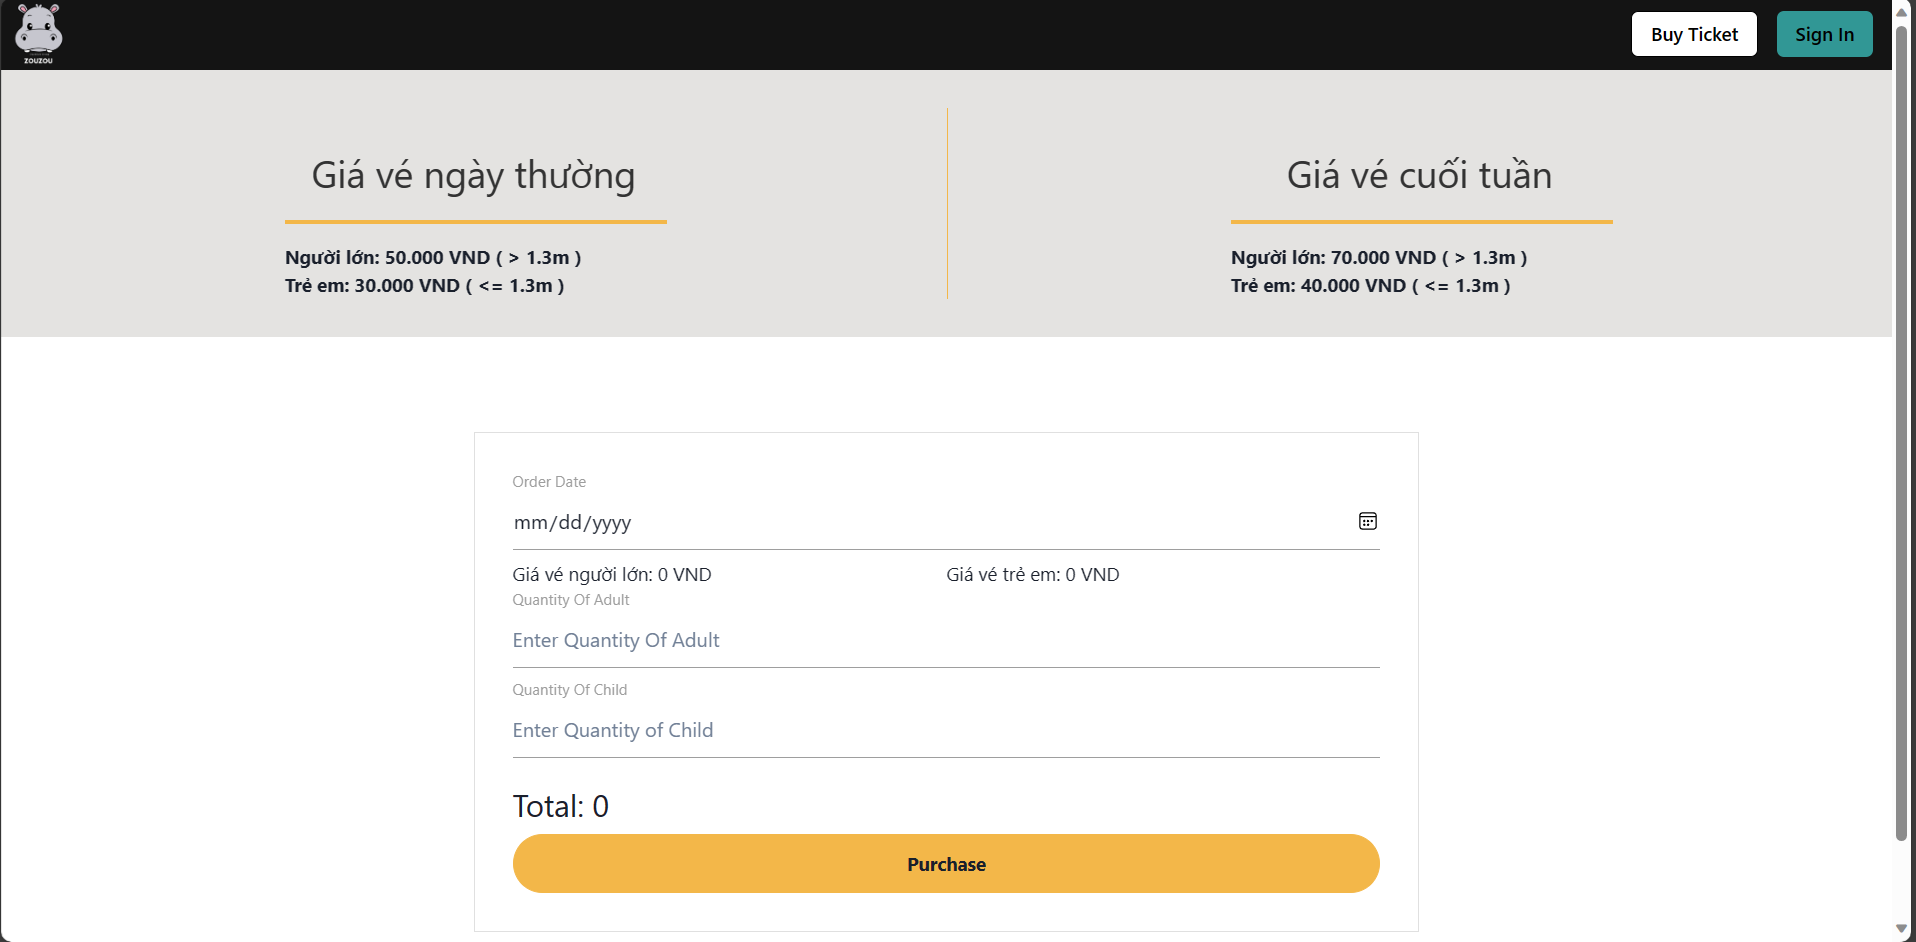 ZOUZOU
Buy Ticket
Sign In
Giá vé ngày thường
Người lớn: 50.000 VND ( > 1.3m )
Trẻ em: 30.000 VND ( <= 1.3m )
Giá vé cuối tuần
Người lớn: 70.000 VND ( > 1.3m )
Trẻ em: 40.000 VND ( <= 1.3m )
Order Date
mm/dd/yyyy
Giá vé người lớn: 0 VND
Giá vé trẻ em: 0 VND
Quantity Of Adult
Enter Quantity Of Adult
Quantity Of Child
Enter Quantity of Child
Total: 0
Purchase